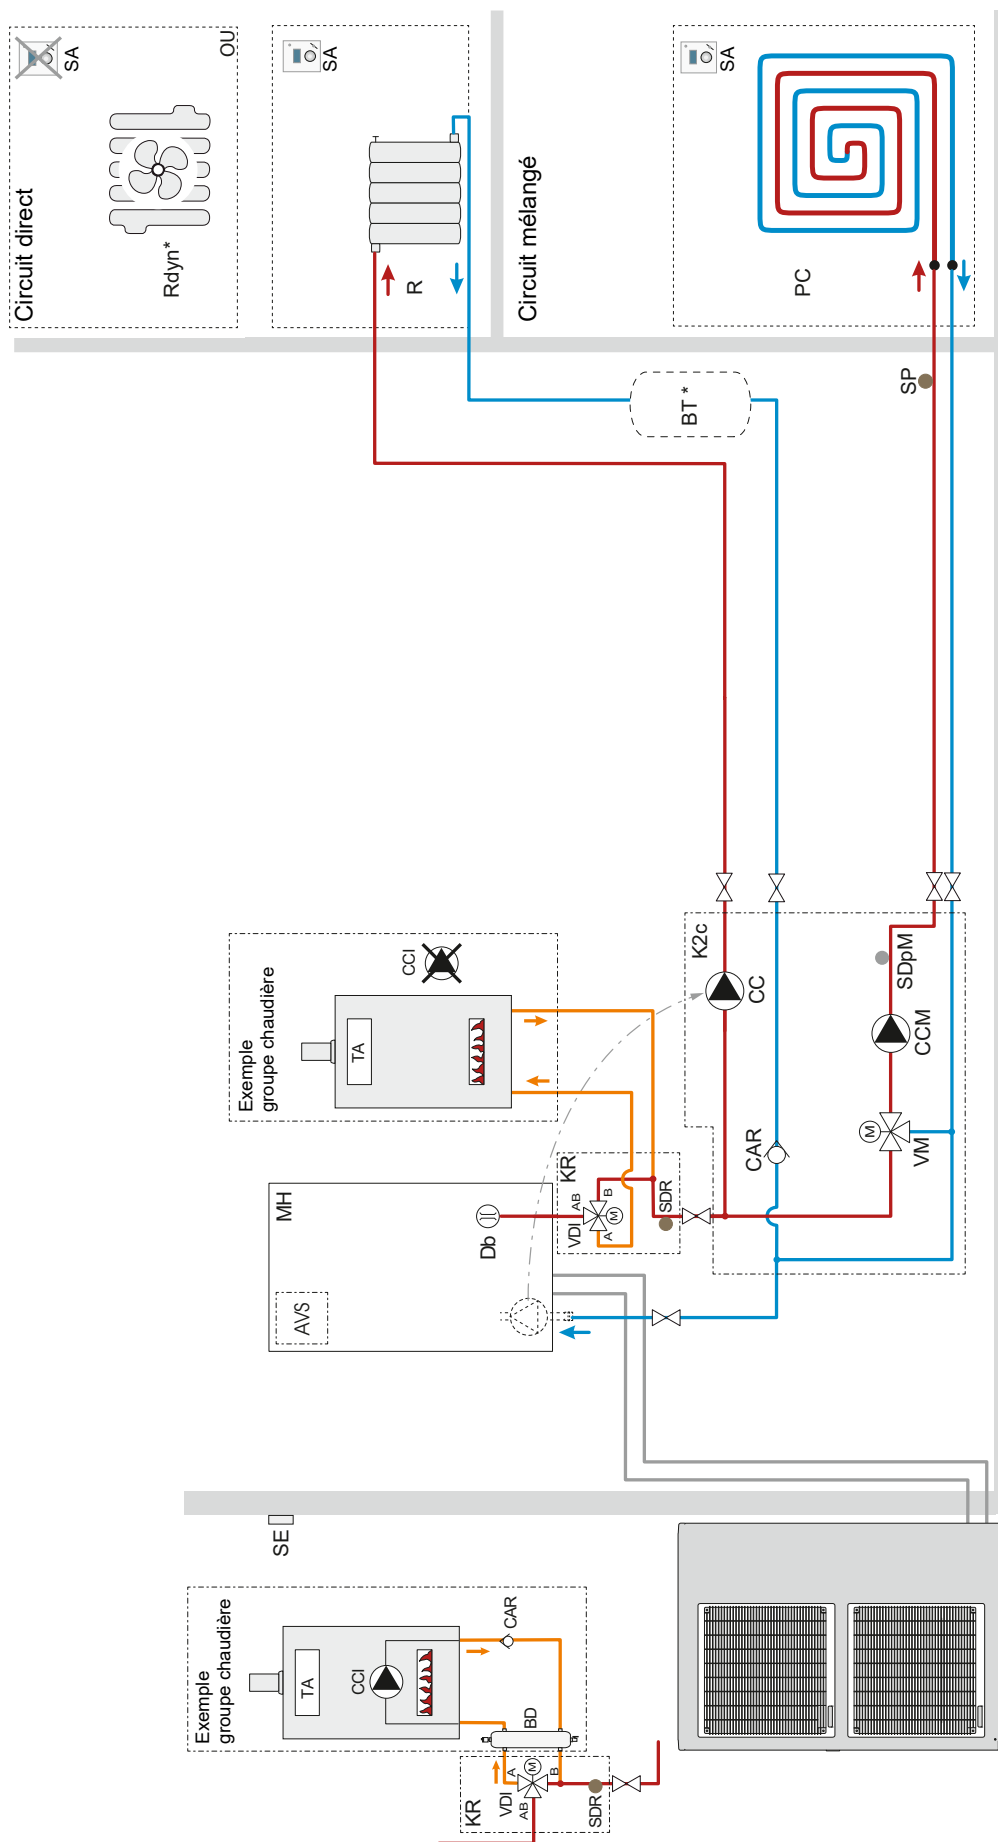 Circuit direct
SA
OU
Rdyn*
SA
R
Circuit mélangé
SA
PC
SP
BT *
Exemple
groupe chaudière
TA
CCI
K2c
CC
SDpM
CCM
M
VM
CAR
MH
AVS
Db
KR
VDI
AB
B
A
M
SDR
SE
Exemple
groupe chaudière
TA
CCI
CAR
BD
KR
VDI
A
AB
M
B
SDR